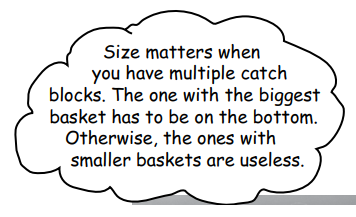 Size matters when
you have multiple catch
blocks. The one with the biggest
basket has to be on the bottom.
Otherwise, the ones with
smaller baskets are useless.